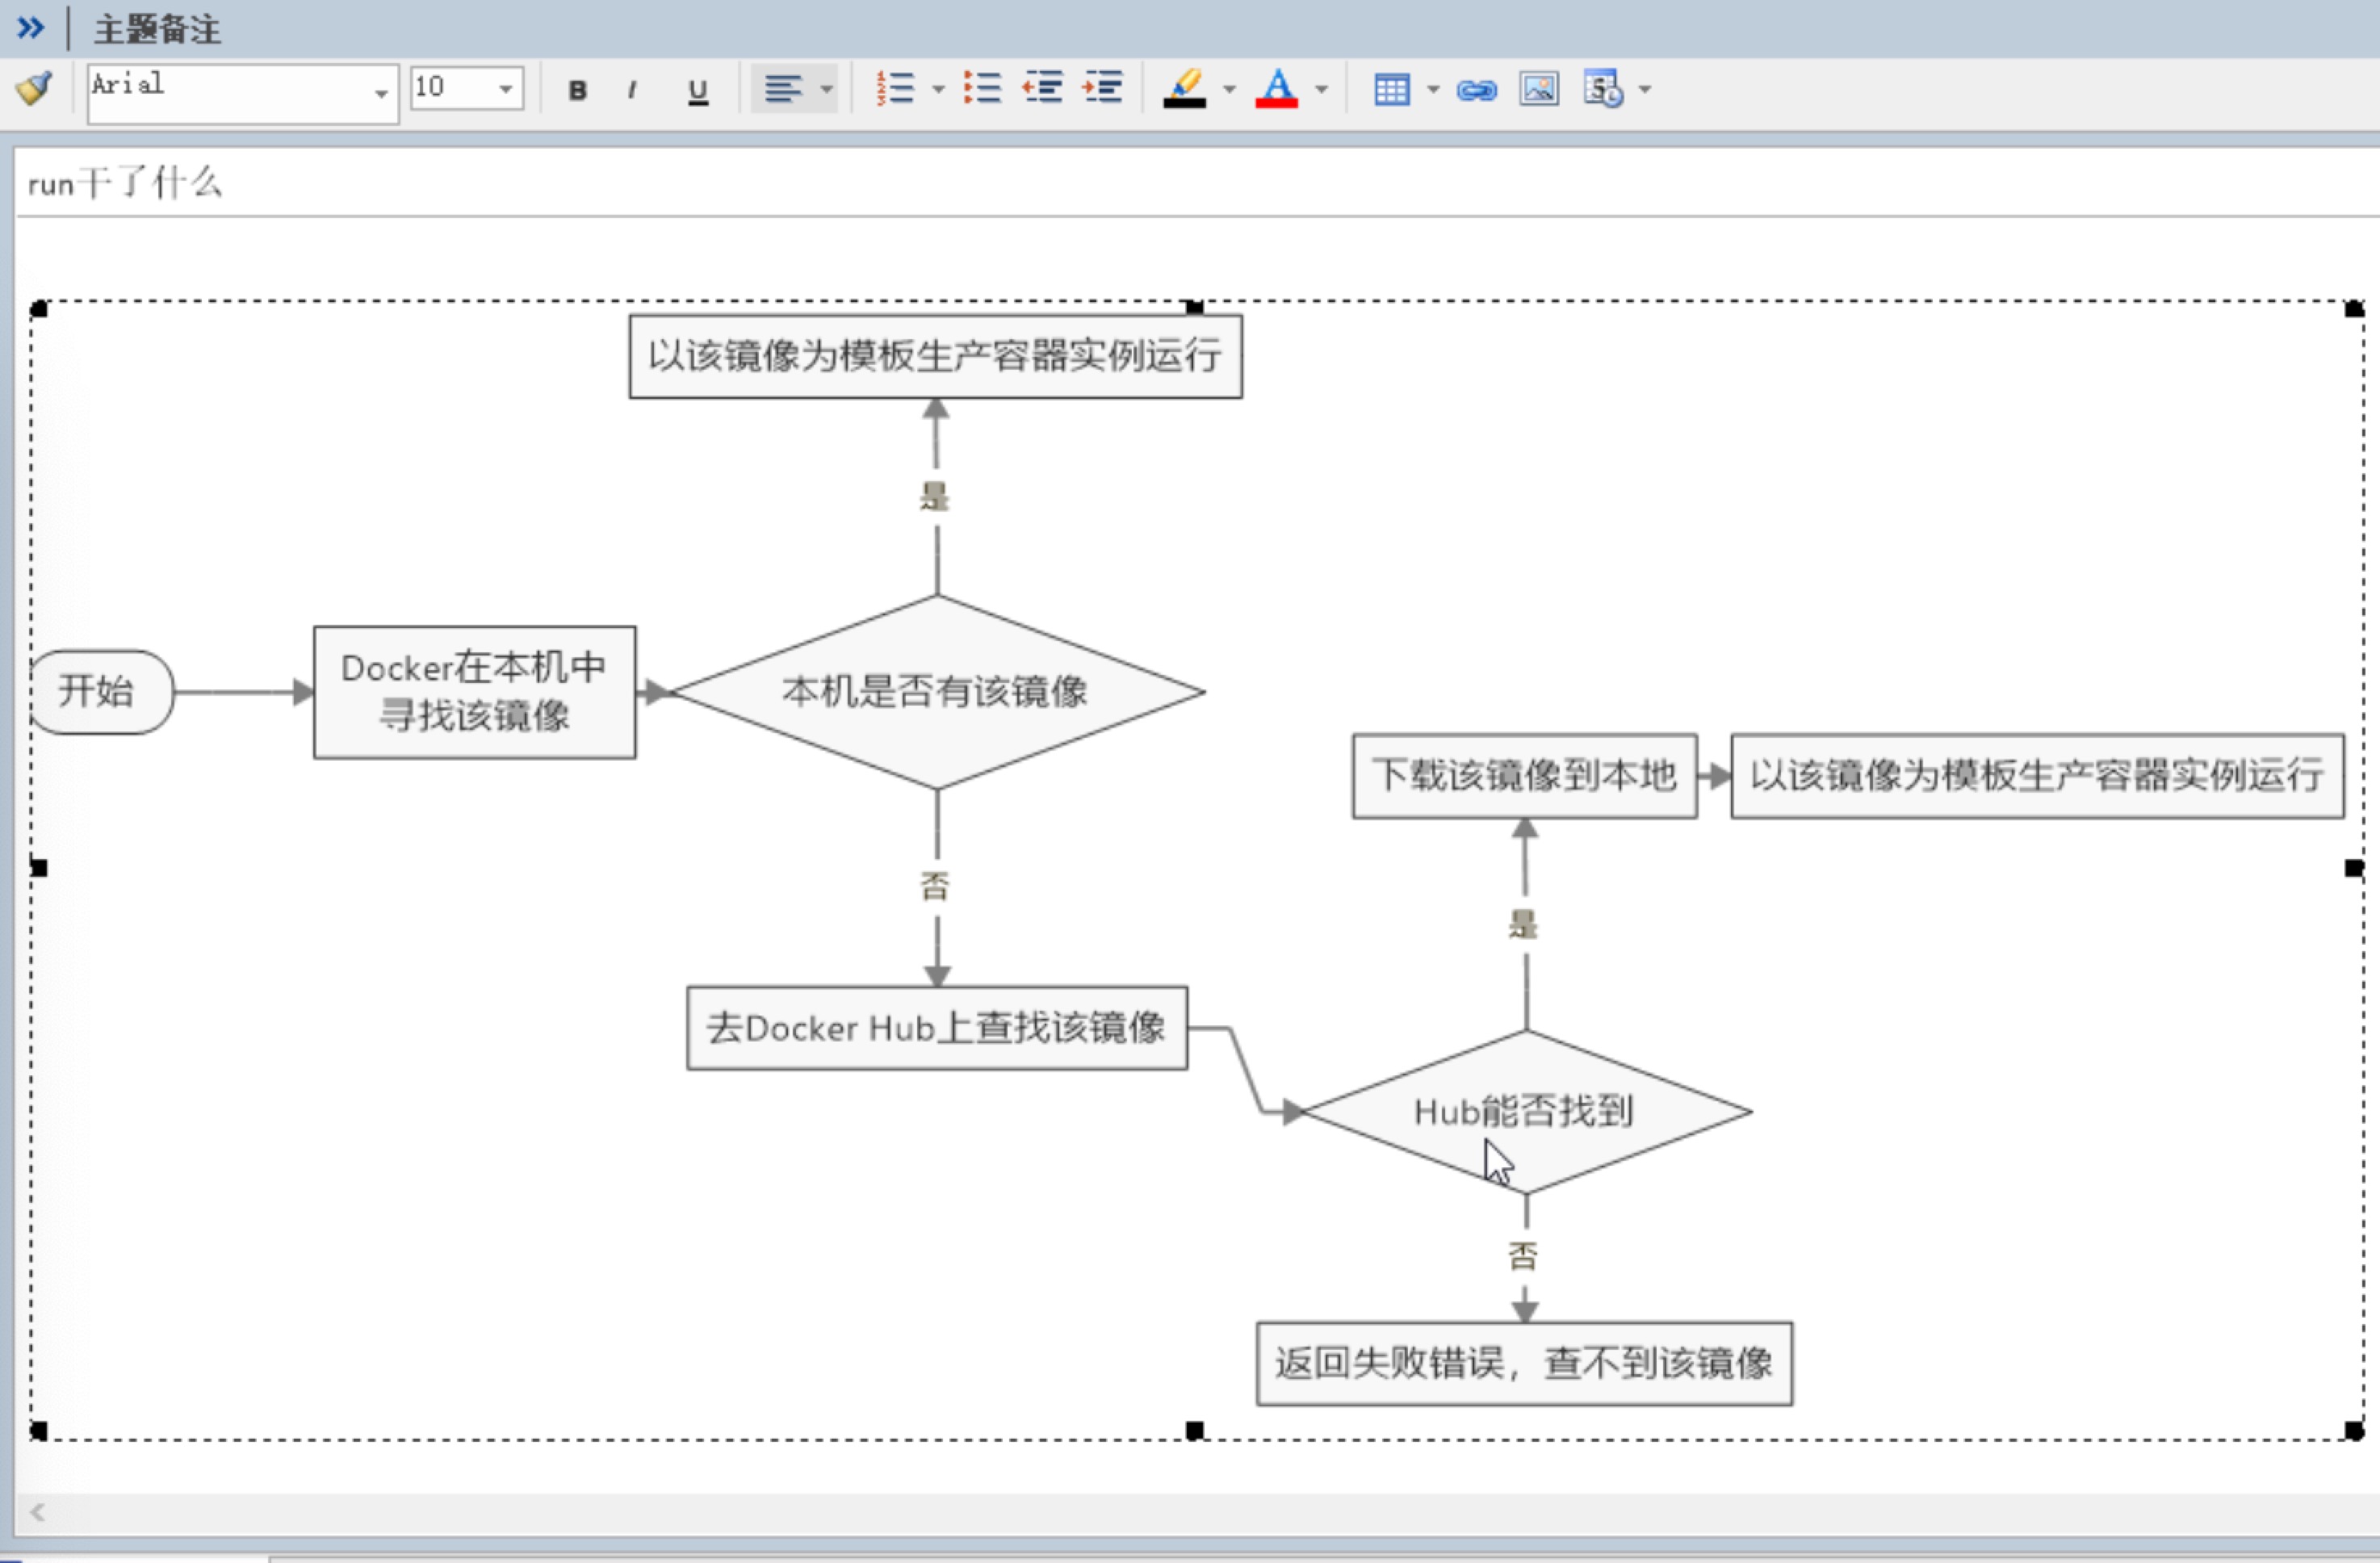 主题备注
Arial
10
B I U
run干了什么
以该镜像为模板生产容器实例运行
是
开始
Docker在本机中
寻找该镜像
本机是否有该镜像
下载该镜像到本地
以该镜像为模板生产容器实例运行
否
是
去Docker Hub上查找该镜像
Hub能否找到
否
返回失败错误，查不到该镜像